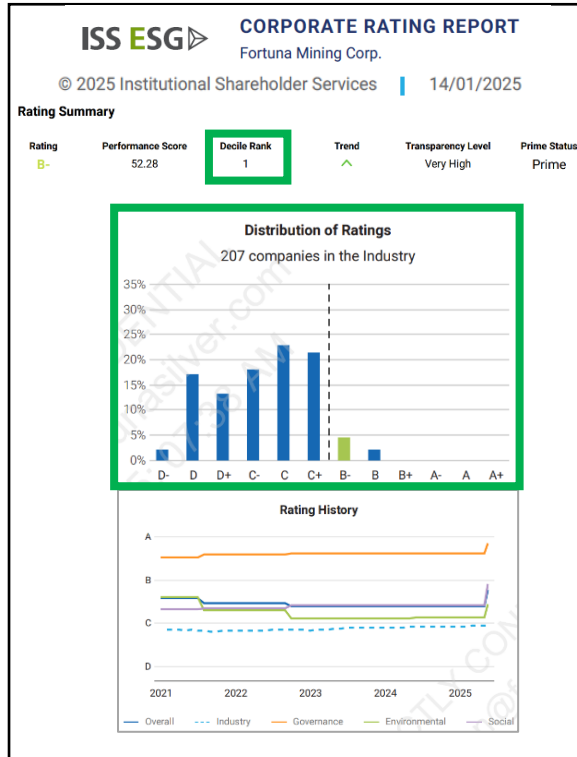 ISS ESG
CORPORATE RATING REPORT
Fortuna Mining Corp.
© 2025 Institutional Shareholder Services | 14/01/2025
Rating Summary
Rating Performance Score Decile Rank Trend Transparency Level Prime Status
B- 52.28 1 Very High Prime
Distribution of Ratings
207 companies in the Industry
35%
30%
25%
20%
15%
10%
5%
0%
D- D D+ C- C C+ B- B B+ A- A A+
Rating History
A
B
C
D
2021 2022 2023 2024 2025
Overall Industry Governance Environmental Social